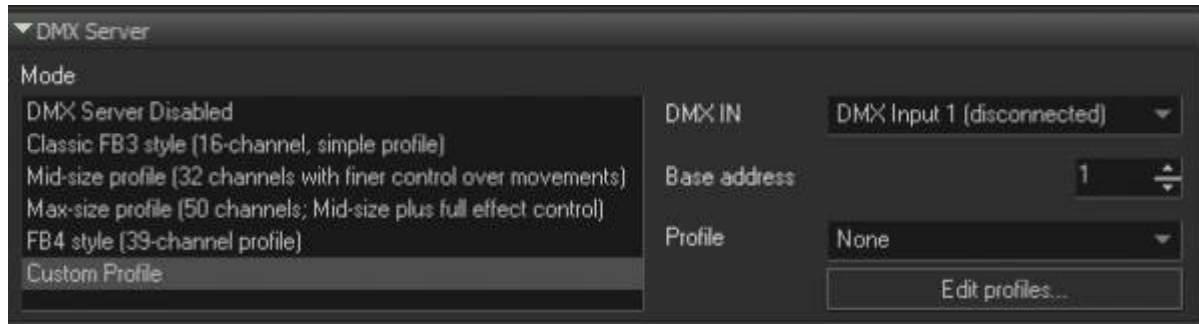 DMX Server
Mode
DMX Server Disabled
Classic FB3 style (16-channel, simple profile)
Mid-size profile (32 channels with finer control over movements)
Max-size profile (50 channels; Mid-size plus full effect control)
FB4 style (39-channel profile)
Custom Profile
DMX IN DMX Input 1 (disconnected)
Base address 1
Profile None
Edit profiles...